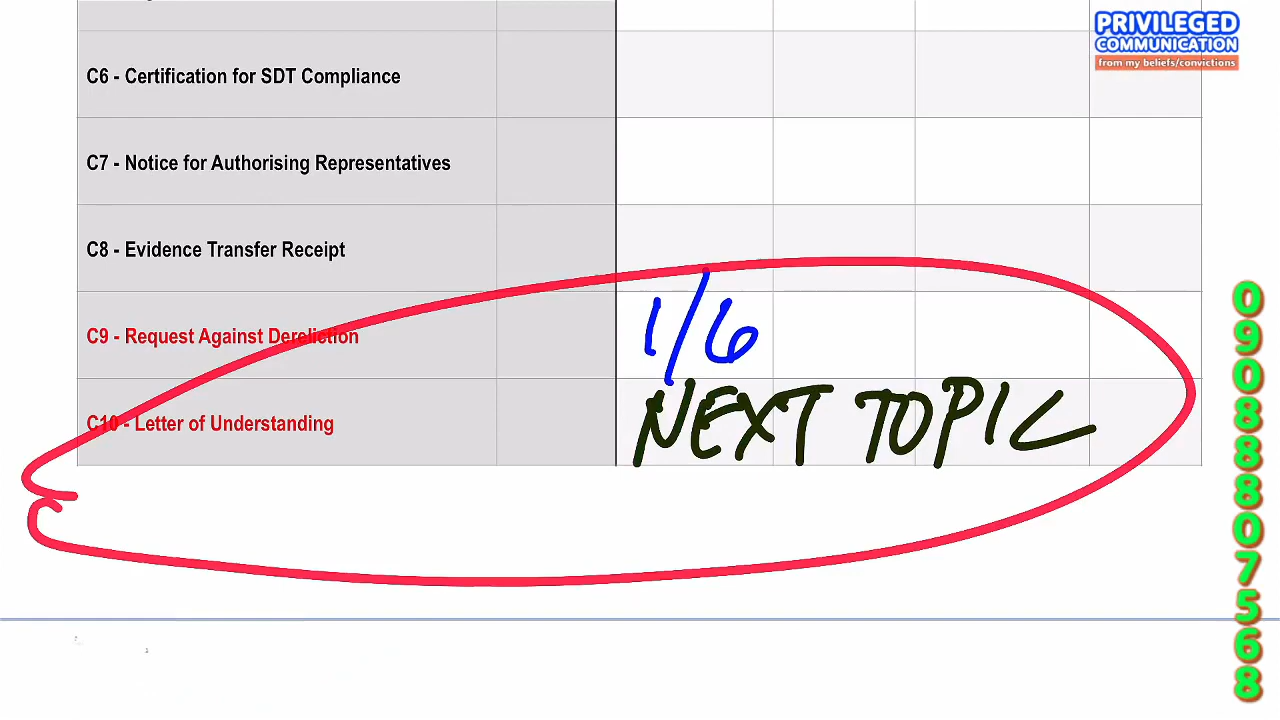 PRIVILEGED
COMMUNICATION
from my beliefs/convictions
C6 - Certification for SDT Compliance
C7 - Notice for Authorising Representatives
C8 - Evidence Transfer Receipt
C9 - Request Against Dereliction
1/6
C10 - Letter of Understanding
NEXT TOPIC
09088807568